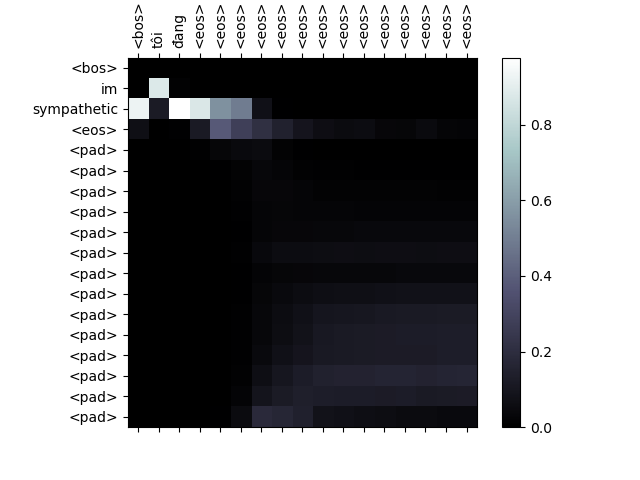 <bos> tôi đang <eos> <eos> <eos> <eos> <eos> <eos> <eos> <eos> <eos> <eos> <eos> <eos> <eos> <eos>
<bos>
im
sympathetic
<eos>
<pad>
<pad>
<pad>
<pad>
<pad>
<pad>
<pad>
<pad>
<pad>
<pad>
<pad>
<pad>
<pad>
<pad>
0.8
0.6
0.4
0.2
0.0